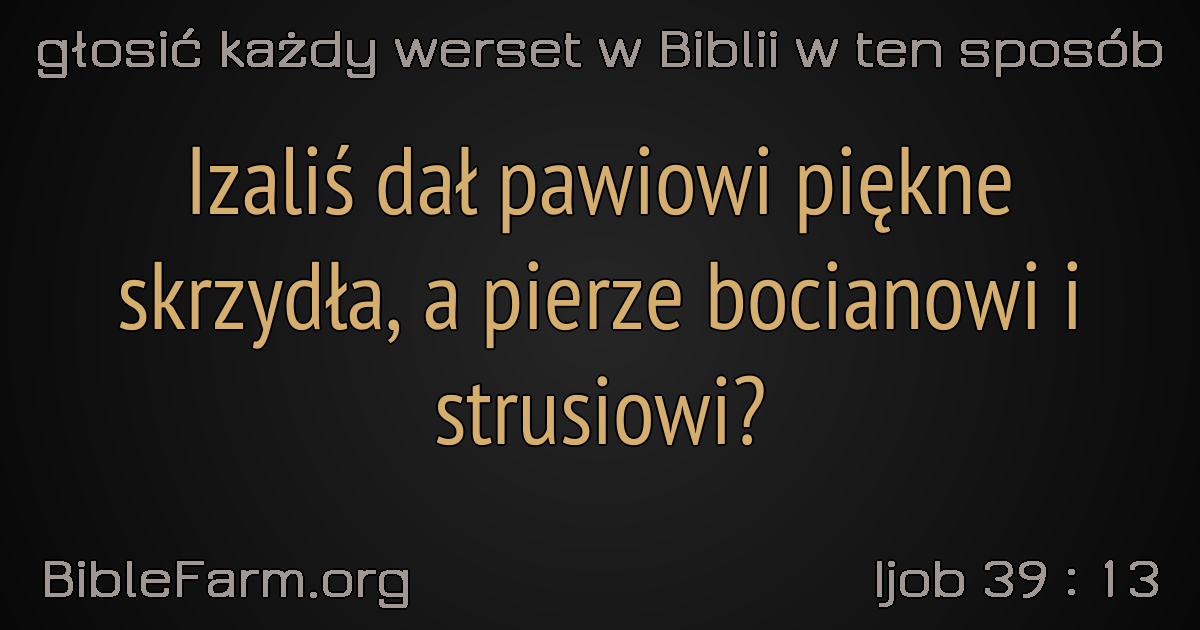 głosić każdy werset w Biblii w ten sposób
Izaliś dał pawiowi piękne
skrzydła, a pierze bocianowi i
strusiowi?
BibleFarm.org
Ijob 39 : 13